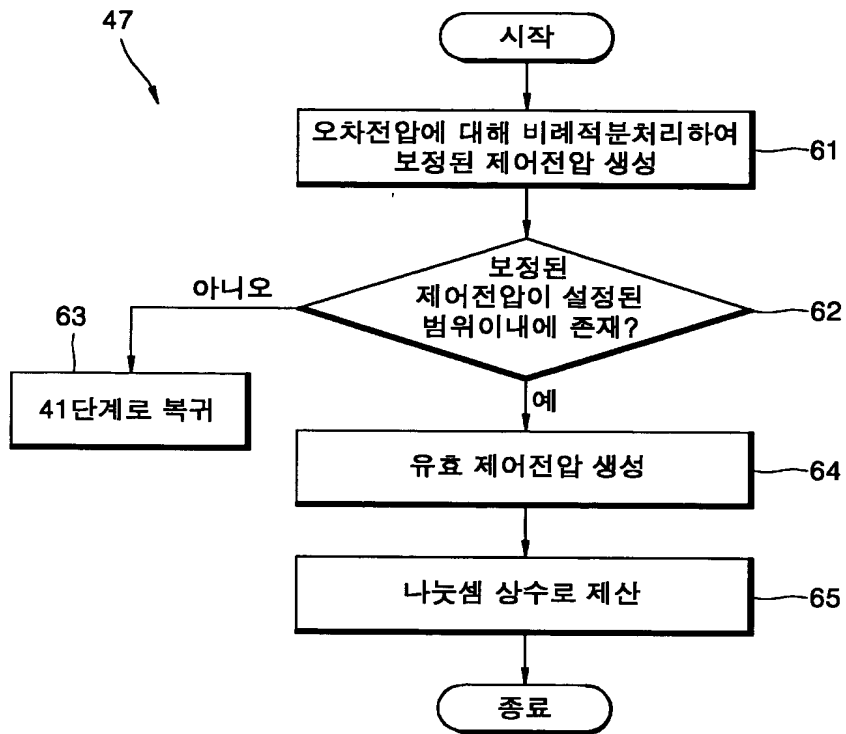 47
시작
오차전압에 대해 비례적분처리하여
보정된 제어전압 생성
61
보정된
제어전압이 설정된
범위이내에 존재?
62
아니오
63
41단계로 복귀
예
유효 제어전압 생성
64
나눗셈 상수로 제산
65
종료